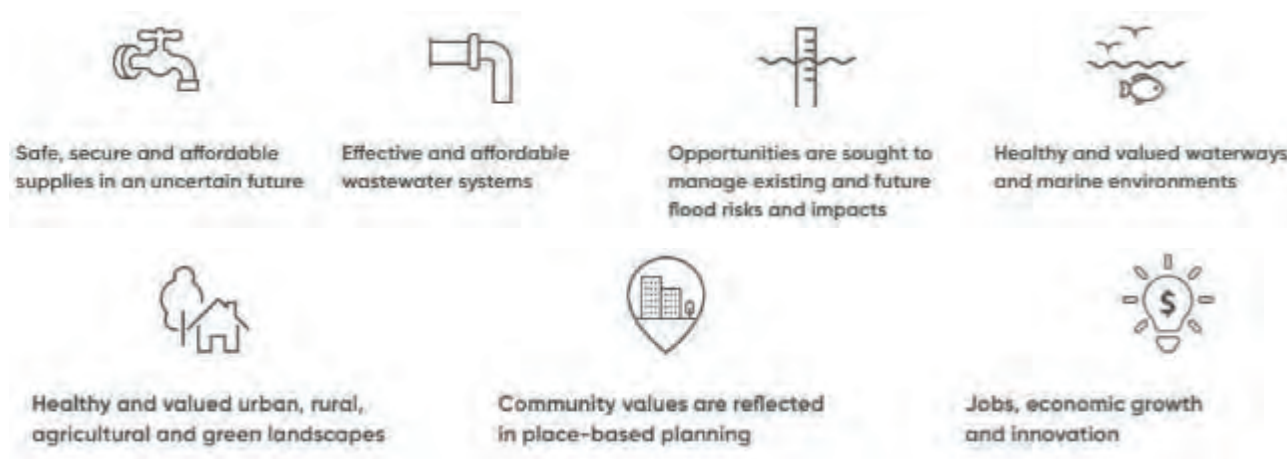 Safe, secure and affordable
supplies in an uncertain future
Effective and affordable
wastewater systems
Opportunities are sought to
manage existing and future
flood risks and impacts
Healthy and valued waterways
and marine environments
Healthy and valued urban, rural,
agricultural and green landscapes
Community values are reflected
in place-based planning
$
Jobs, economic growth
and innovation